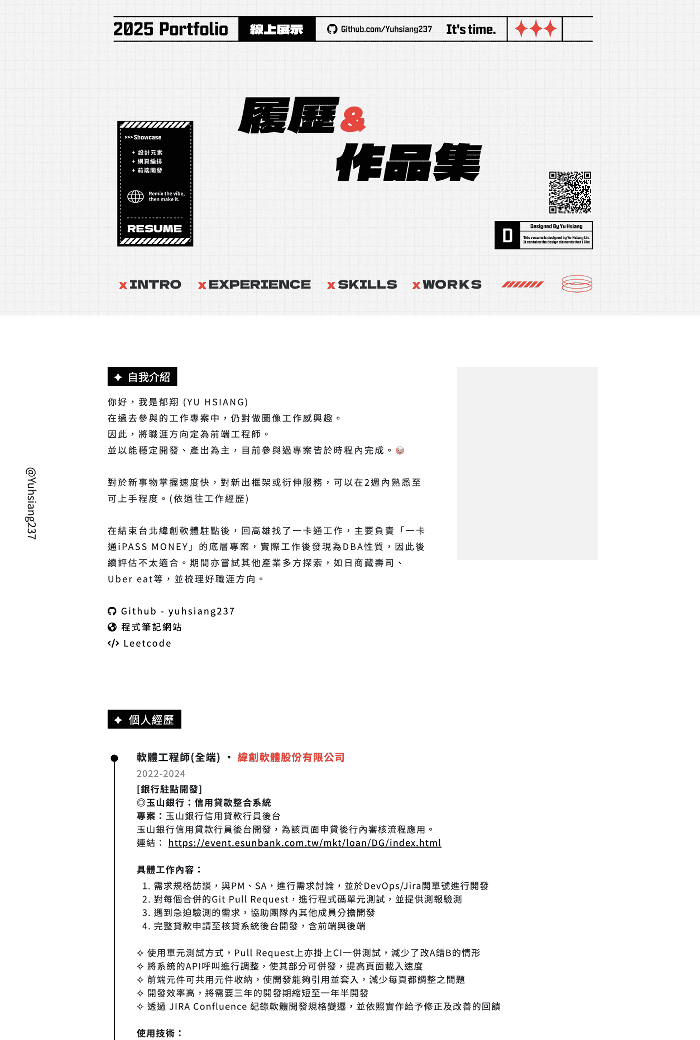 2025 Portfolio 線上展示 Github.com/Yuhsiang237 It's time.
履歷&
作品集
>>>Showcase
+ 設計元素
+ 網頁編排
+ 前端開發
Remix the vibe,
then make it.
RESUME
D
Designed By Yu Hsiang
x INTRO x EXPERIENCE x SKILLS x WORKS
@Yuhsiang237
✦ 自我介紹
你好，我是郁翔 (YU HSIANG)
在過去參與的工作專案中，仍對做圖像工作感興趣。
因此，將職涯方向定為前端工程師。
並以能穩定開發、產出為主，目前參與過專案皆於時程內完成。
對於新事物掌握速度快，對新出框架或衍伸服務，可以在2週內熟悉至
可上手程度。(依過往工作經歷)
在結束台北緯創軟體駐點後，回高雄找了一卡通工作，主要負責「一卡
通iPASS MONEY」的底層專案，實際工作後發現為DBA性質，因此後
續評估不太適合。期間亦嘗試其他產業多方探索，如日商藏壽司、
Uber eat等，並梳理好職涯方向。
Github - yuhsiang237
程式筆記網站
</> Leetcode
✦ 個人經歷
軟體工程師(全端) · 緯創軟體股份有限公司
2022-2024
[銀行駐點開發]
◎玉山銀行：信用貸款整合系統
專案：玉山銀行信用貸款行員後台
玉山銀行信用貸款行員後台開發，為該頁面申貸後行內審核流程應用。
連結： https://event.esunbank.com.tw/mkt/loan/DG/index.html
具體工作內容：
1. 需求規格訪談，與PM、SA，進行需求討論，並於DevOps/Jira開單號進行開發
2. 對每個合併的Git Pull Request，進行程式碼單元測試，並提供測報驗測
3. 遇到急迫驗測的需求，協助團隊內其他成員分擔開發
4. 完整貸款申請至核貸系統後台開發，含前端與後端
✧ 使用單元測試方式，Pull Request上亦掛上CI一併測試，減少了改A錯B的情形
✧ 將系統的API呼叫進行調整，使其部分可併發，提高頁面載入速度
✧ 前端元件可共用元件收納，使開發能夠引用並套入，減少每頁都調整之問題
✧ 開發效率高，將需要三年的開發期縮短至一年半開發
✧ 透過 JIRA Confluence 紀錄軟體開發規格變遷，並依照實作給予修正及改善的回饋
使用技術：